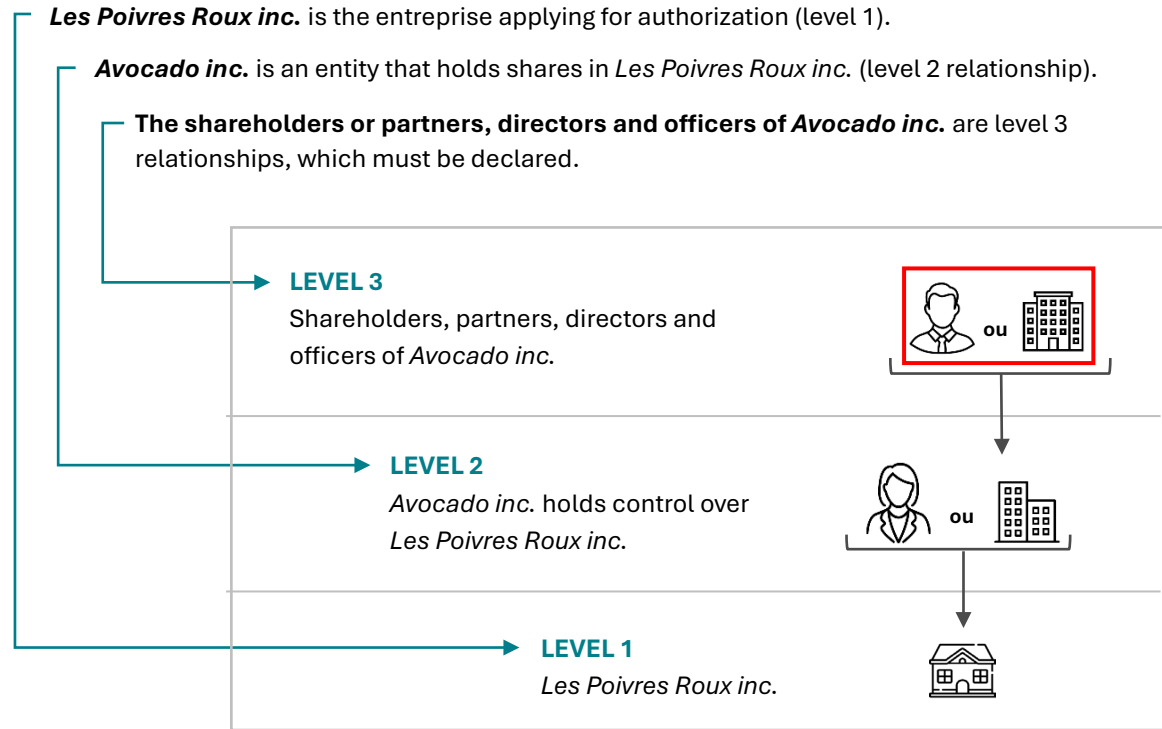 Les Poivres Roux inc. is the entreprise applying for authorization (level 1).
Avocado inc. is an entity that holds shares in Les Poivres Roux inc. (level 2 relationship).
The shareholders or partners, directors and officers of Avocado inc. are level 3
relationships, which must be declared.
LEVEL 3
Shareholders, partners, directors and
officers of Avocado inc.
ou
LEVEL 2
Avocado inc. holds control over
Les Poivres Roux inc.
ou
LEVEL 1
Les Poivres Roux inc.